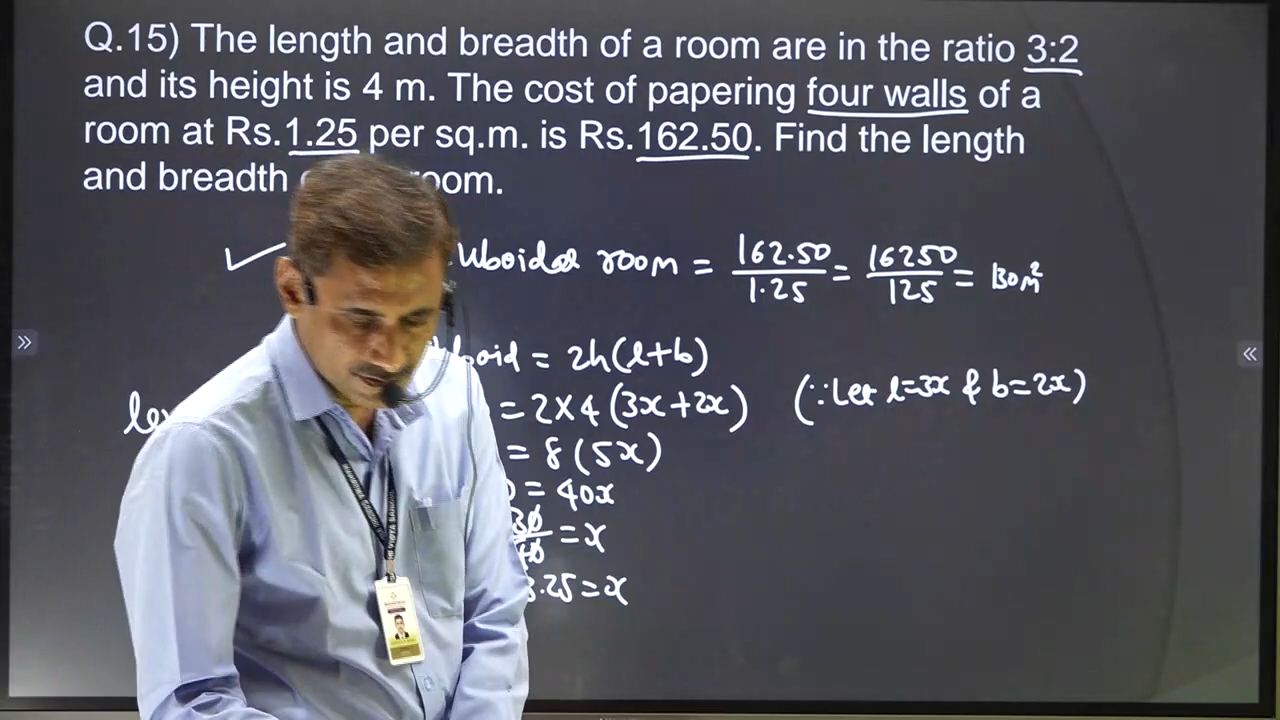 Q.15) The length and breadth of a room are in the ratio 3:2
and its height is 4 m. The cost of papering four walls of a
room at Rs.1.25 per sq.m. is Rs.162.50. Find the length
and breadth room.
room = 162.50/1.25 = 16250/125 = 130m²
= 2h(l+b)
= 2×4(3x+2x) (∵Let l=3x & b=2x)
= 8(5x)
= 40x
= x
.25=x